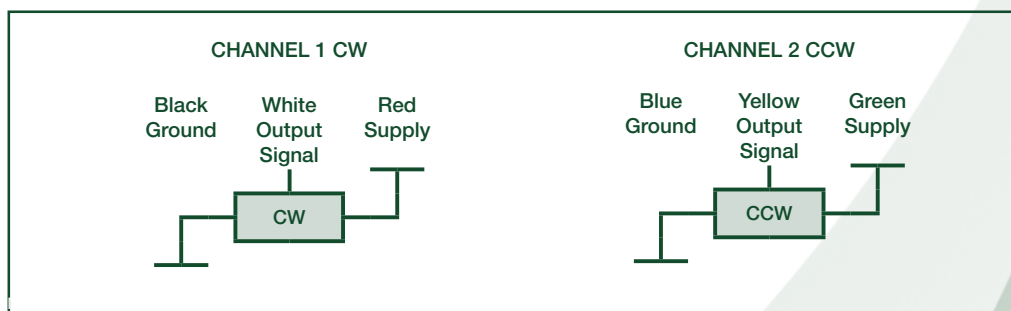 CHANNEL 1 CW
Black
Ground
White
Output
Signal
Red
Supply
CW
CHANNEL 2 CCW
Blue
Ground
Yellow
Output
Signal
Green
Supply
CCW